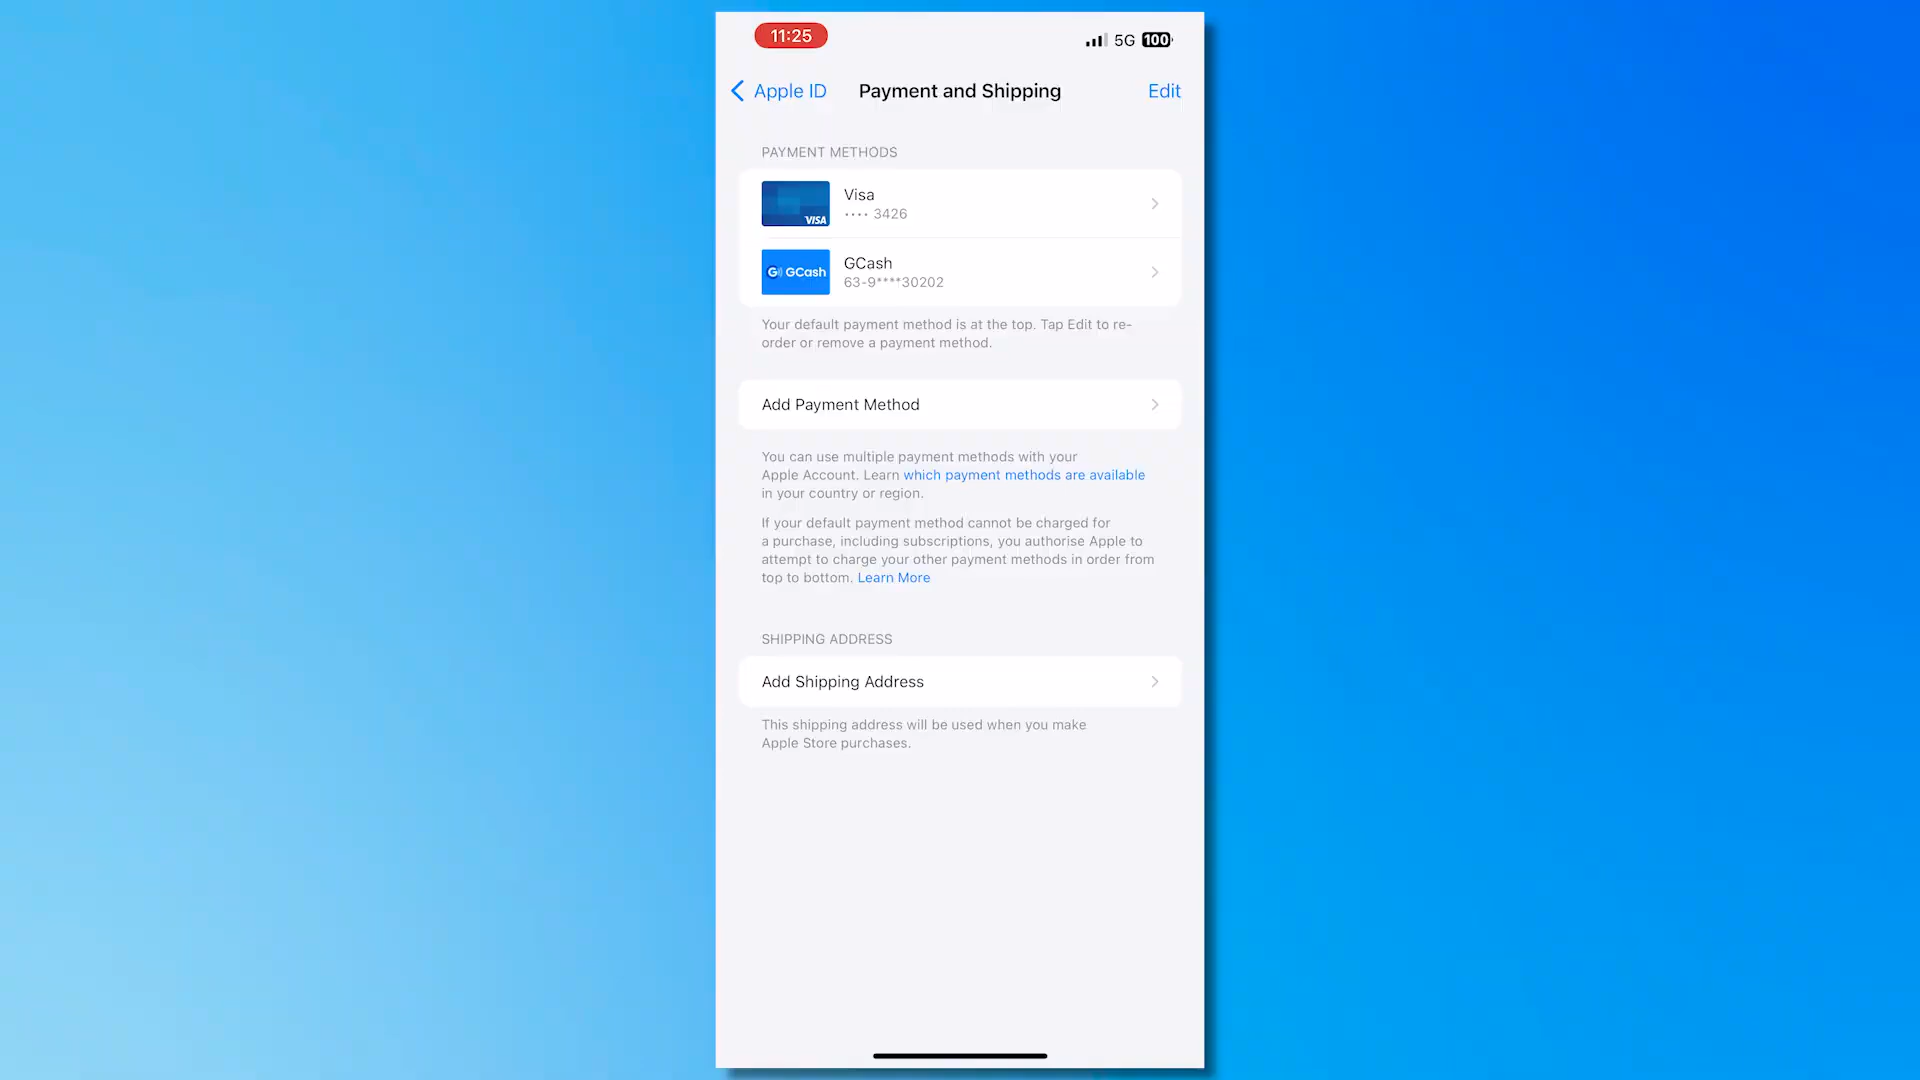 11:25
5G 100
Apple ID Payment and Shipping Edit
PAYMENT METHODS
Visa
VISA
•••• 3426
GCash
GCash
63-9****30202
Your default payment method is at the top. Tap Edit to re-
order or remove a payment method.
Add Payment Method
You can use multiple payment methods with your
Apple Account. Learn which payment methods are available
in your country or region.
If your default payment method cannot be charged for
a purchase, including subscriptions, you authorise Apple to
attempt to charge your other payment methods in order from
top to bottom. Learn More
SHIPPING ADDRESS
Add Shipping Address
This shipping address will be used when you make
Apple Store purchases.